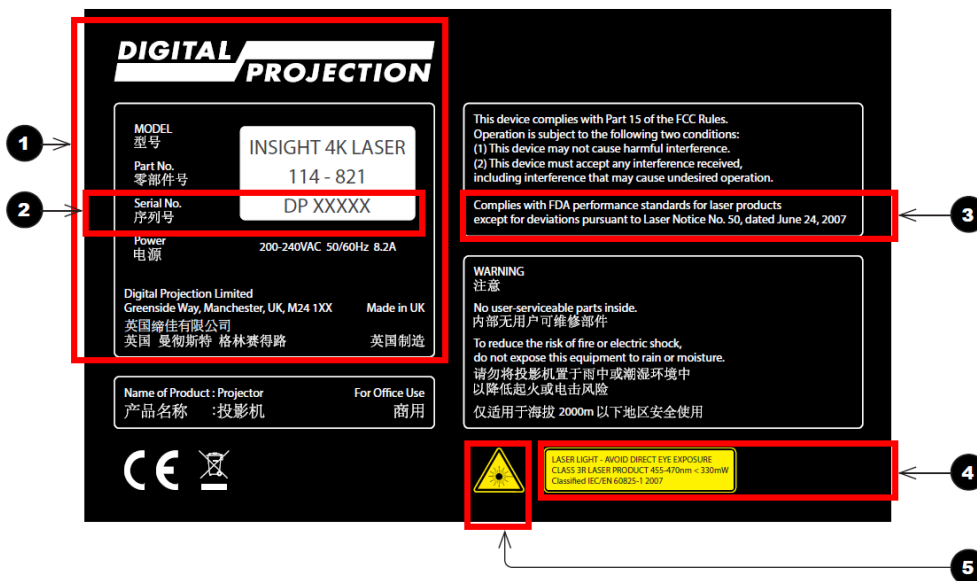 DIGITAL
PROJECTION
MODEL
型号
INSIGHT 4K LASER
Part No.
零部件号
114 - 821
Serial No.
序列号
DP XXXXX
Power
电源
200-240VAC 50/60Hz 8.2A
Digital Projection Limited
Greenside Way, Manchester, UK, M24 1XX Made in UK
英国缔佳有限公司
英国 曼彻斯特 格林赛得路 英国制造
Name of Product : Projector For Office Use
产品名称 :投影机 商用
CE
This device complies with Part 15 of the FCC Rules.
Operation is subject to the following two conditions:
(1) This device may not cause harmful interference.
(2) This device must accept any interference received,
including interference that may cause undesired operation.
Complies with FDA performance standards for laser products
except for deviations pursuant to Laser Notice No. 50, dated June 24, 2007
WARNING
注意
No user-serviceable parts inside.
内部无用户可维修部件
To reduce the risk of fire or electric shock,
do not expose this equipment to rain or moisture.
请勿将投影机置于雨中或潮湿环境中
以降低起火或电击风险
仅适用于海拔 2000m 以下地区安全使用
LASER LIGHT - AVOID DIRECT EYE EXPOSURE
CLASS 3R LASER PRODUCT 455-470nm < 330mW
Classified IEC/EN 60825-1 2007
1
2
3
4
5